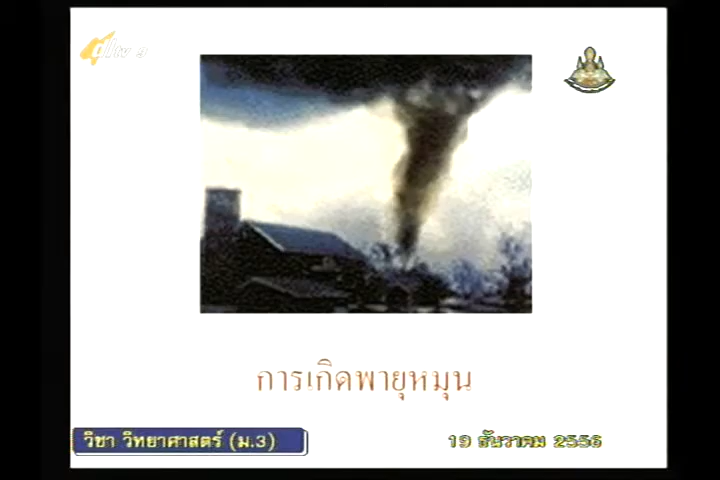 การเกิดพายุหมุน
วิชา วิทยาศาสตร์ (ม.3)
19 ธันวาคม 2556